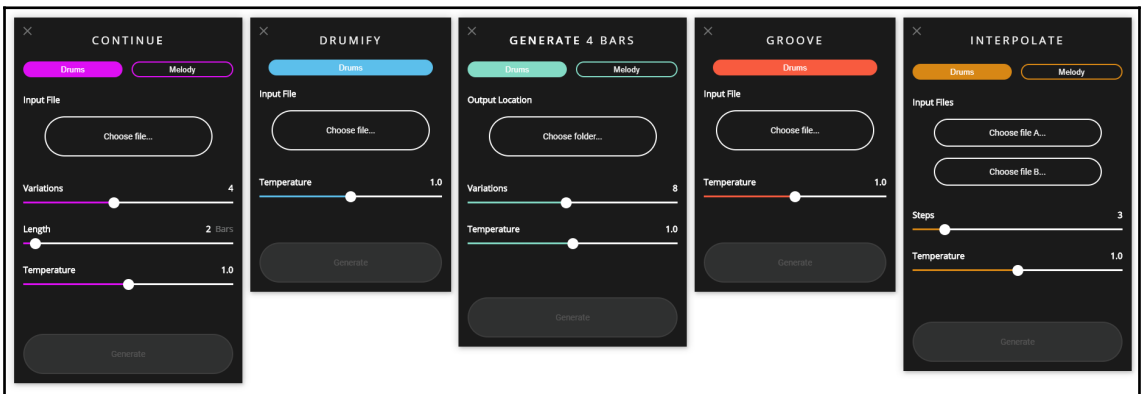 CONTINUE
Drums Melody
Input File
Choose file...
Variations 4
Length 2 Bars
Temperature 1.0
Generate
DRUMIFY
Drums
Input File
Choose file...
Temperature 1.0
Generate
GENERATE 4 BARS
Drums Melody
Output Location
Choose folder...
Variations 8
Temperature 1.0
Generate
GROOVE
Drums
Input File
Choose file...
Temperature 1.0
Generate
INTERPOLATE
Drums Melody
Input Files
Choose file A...
Choose file B...
Steps 3
Temperature 1.0
Generate